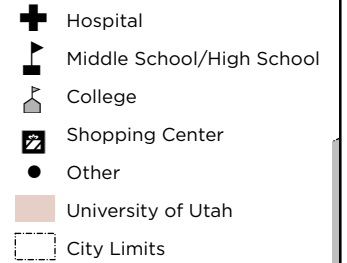 Hospital
Middle School/High School
College
Shopping Center
Other
University of Utah
City Limits